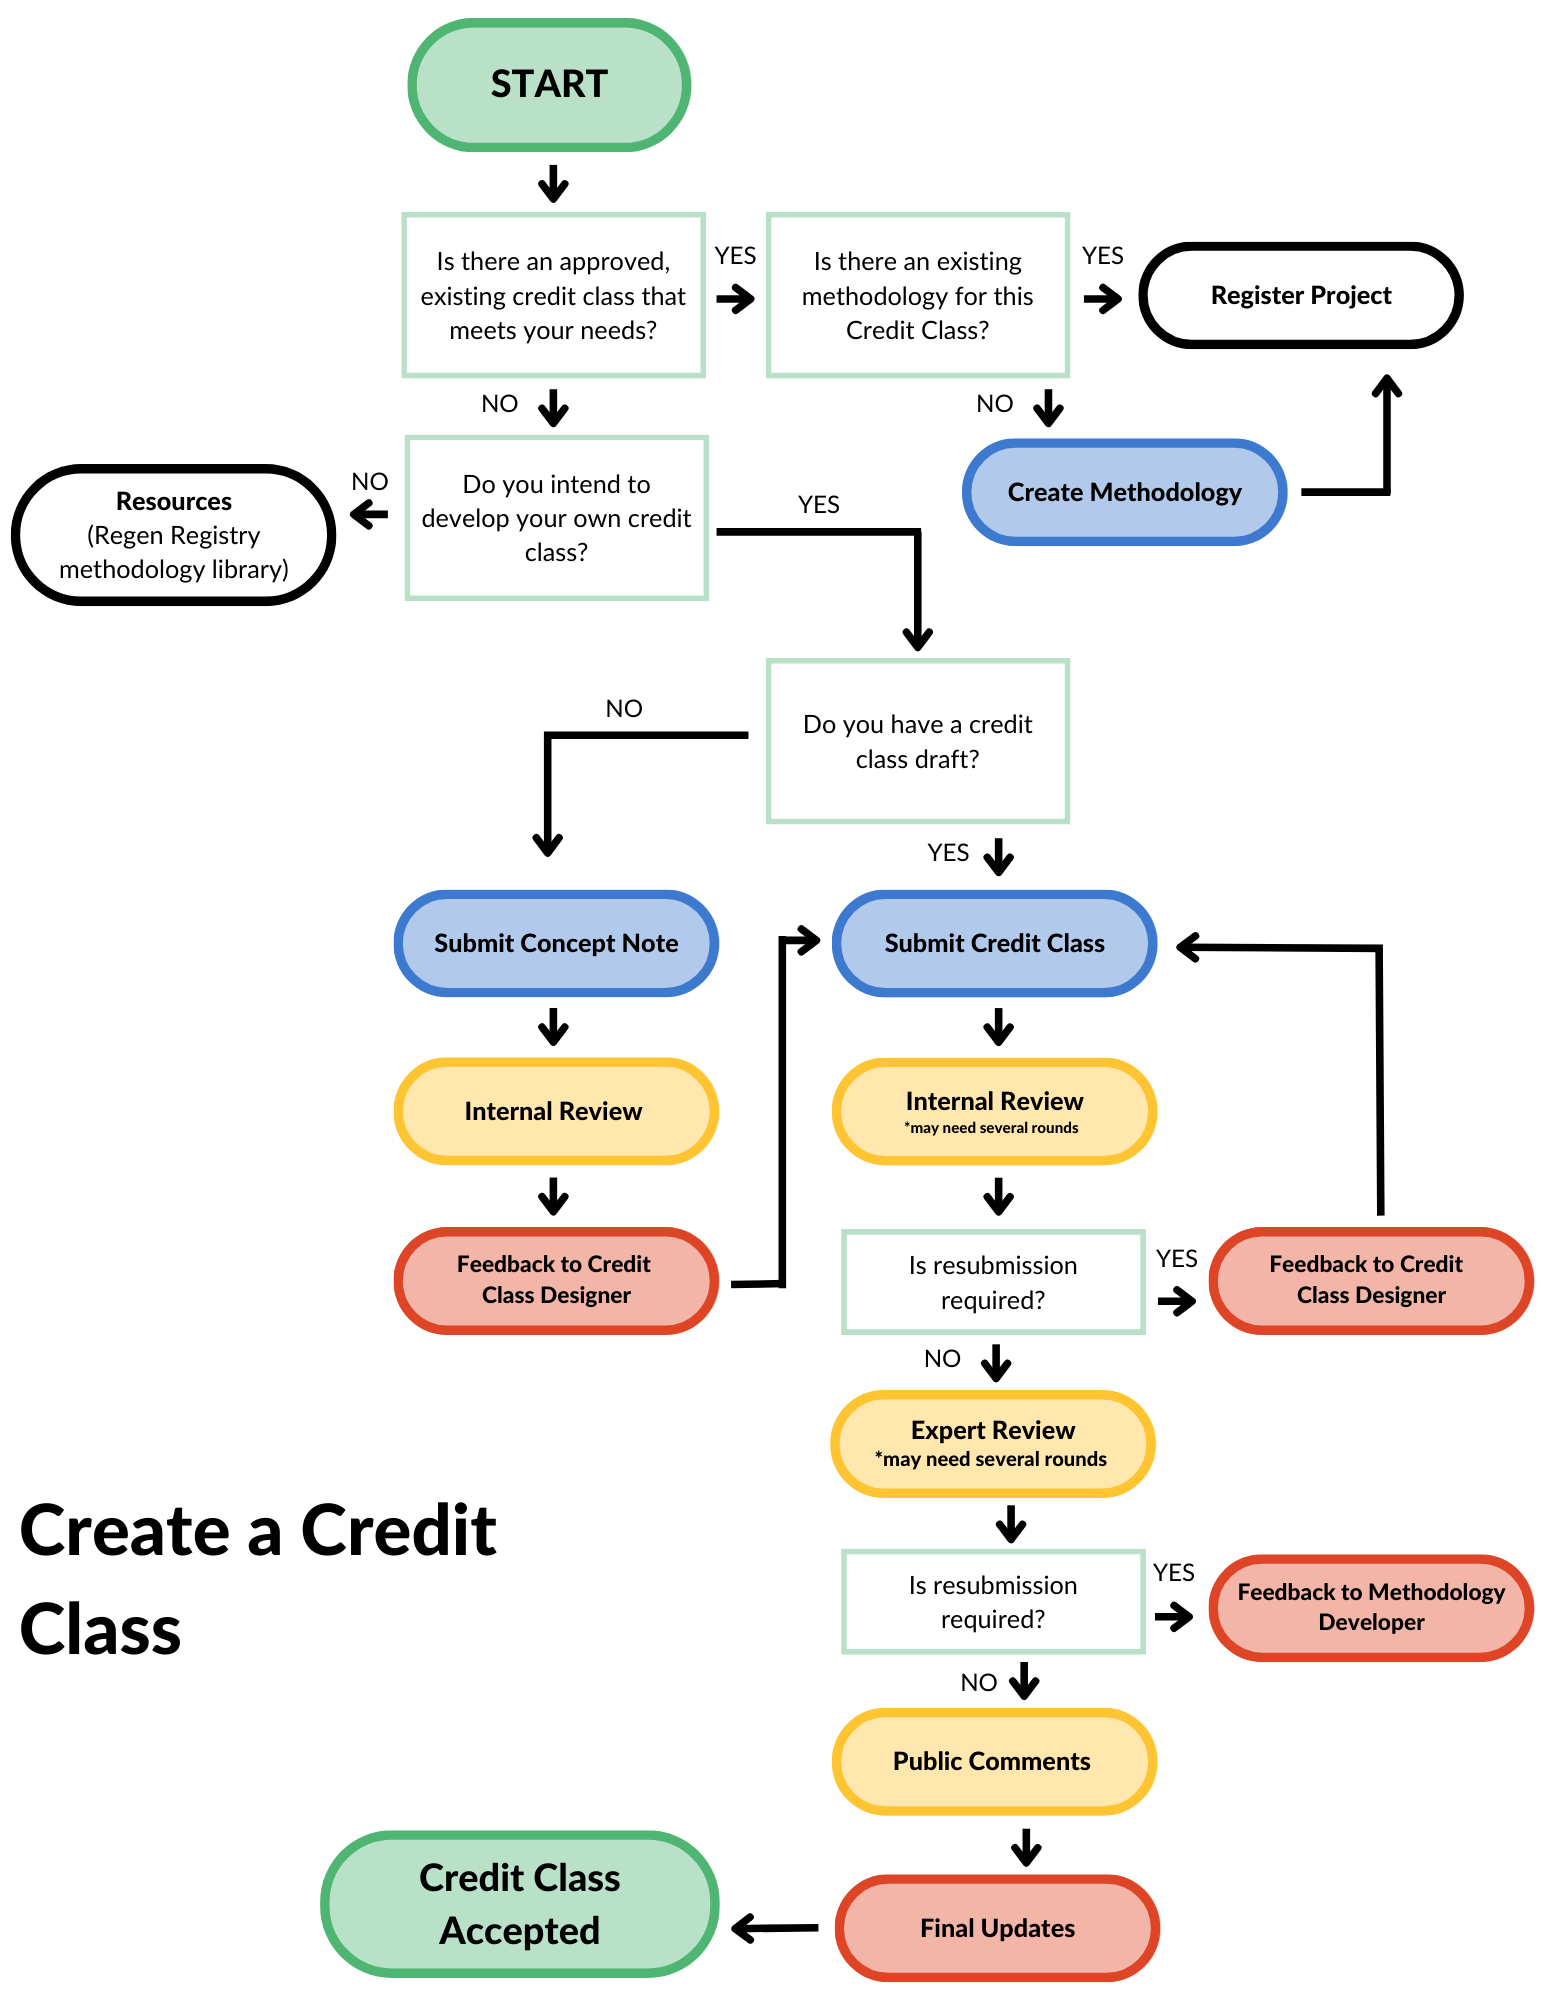 START
Is there an approved,
existing credit class that
meets your needs?
YES
Is there an existing
methodology for this
Credit Class?
YES
Register Project
NO
NO
Resources
(Regen Registry
methodology library)
NO
Do you intend to
develop your own credit
class?
YES
Create Methodology
NO
Do you have a credit
class draft?
YES
Submit Concept Note
Submit Credit Class
Internal Review
Internal Review
*may need several rounds
Feedback to Credit
Class Designer
Is resubmission
required?
YES
Feedback to Credit
Class Designer
NO
Expert Review
*may need several rounds
Create a Credit
Class
Is resubmission
required?
YES
Feedback to Methodology
Developer
NO
Public Comments
Credit Class
Accepted
Final Updates